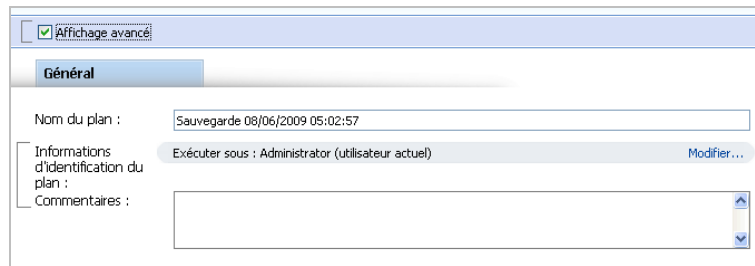 Affichage avancé
Général
Nom du plan :
Sauvegarde 08/06/2009 05:02:57
Informations
d'identification du
plan :
Exécuter sous : Administrator (utilisateur actuel)
Modifier...
Commentaires :